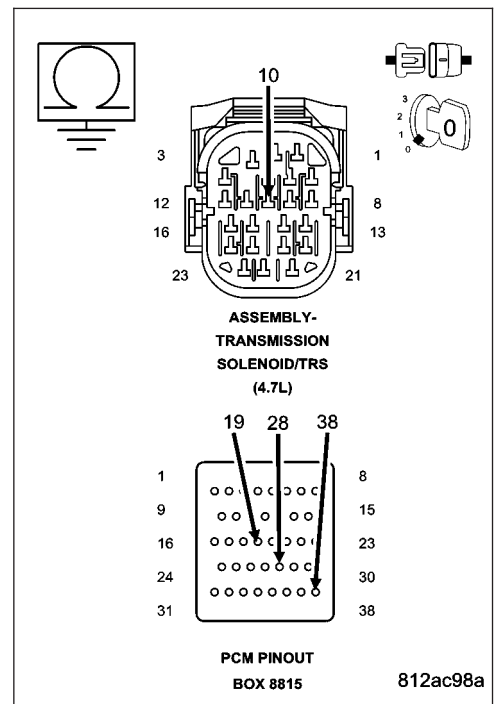 10
3
2
1
0
0
3 1
12 8
16 13
23 21
ASSEMBLY-
TRANSMISSION
SOLENOID/TRS
(4.7L)
19 28 38
1 8
9 15
16 23
24 30
31 38
PCM PINOUT
BOX 8815
812ac98a